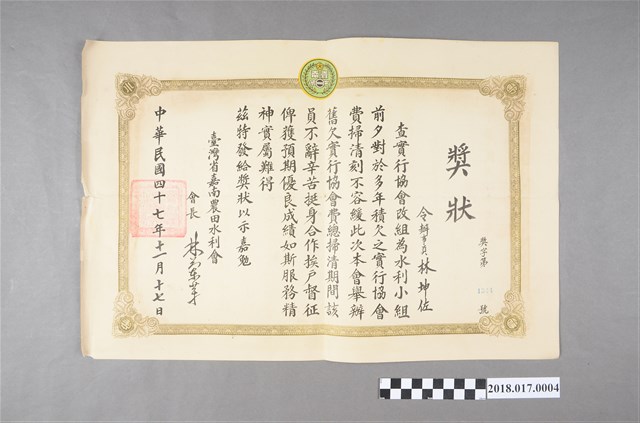 獎狀
獎字第 號
令辦事員 林坤佐
查實行協會改組為水利小組
前夕對於多年積欠之實行協會
費掃清刻不容緩此次本會舉辦
舊欠實行協會費總掃清期間該
員不辭辛苦挺身合作挨戶督征
俾獲預期優良成績如斯服務精
神實屬難得
茲特發給獎狀以示嘉勉
臺灣省嘉南農田水利會
會長 林
中華民國四十七年十二月十七日
2018.017.0004